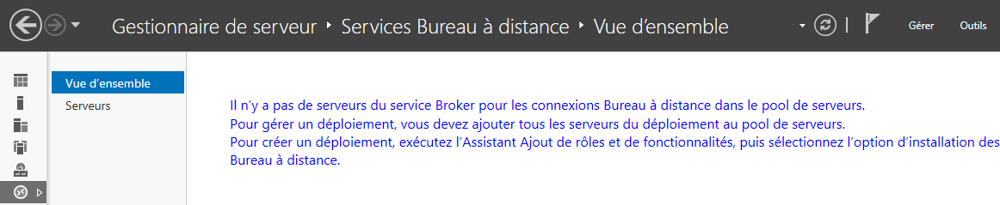 Gestionnaire de serveur ‣ Services Bureau à distance ‣ Vue d’ensemble
Gérer
Outils
Vue d’ensemble
Serveurs
Il n’y a pas de serveurs du service Broker pour les connexions Bureau à distance dans le pool de serveurs.
Pour gérer un déploiement, vous devez ajouter tous les serveurs du déploiement au pool de serveurs.
Pour créer un déploiement, exécutez l’Assistant Ajout de rôles et de fonctionnalités, puis sélectionnez l’option d’installation des
Bureau à distance.